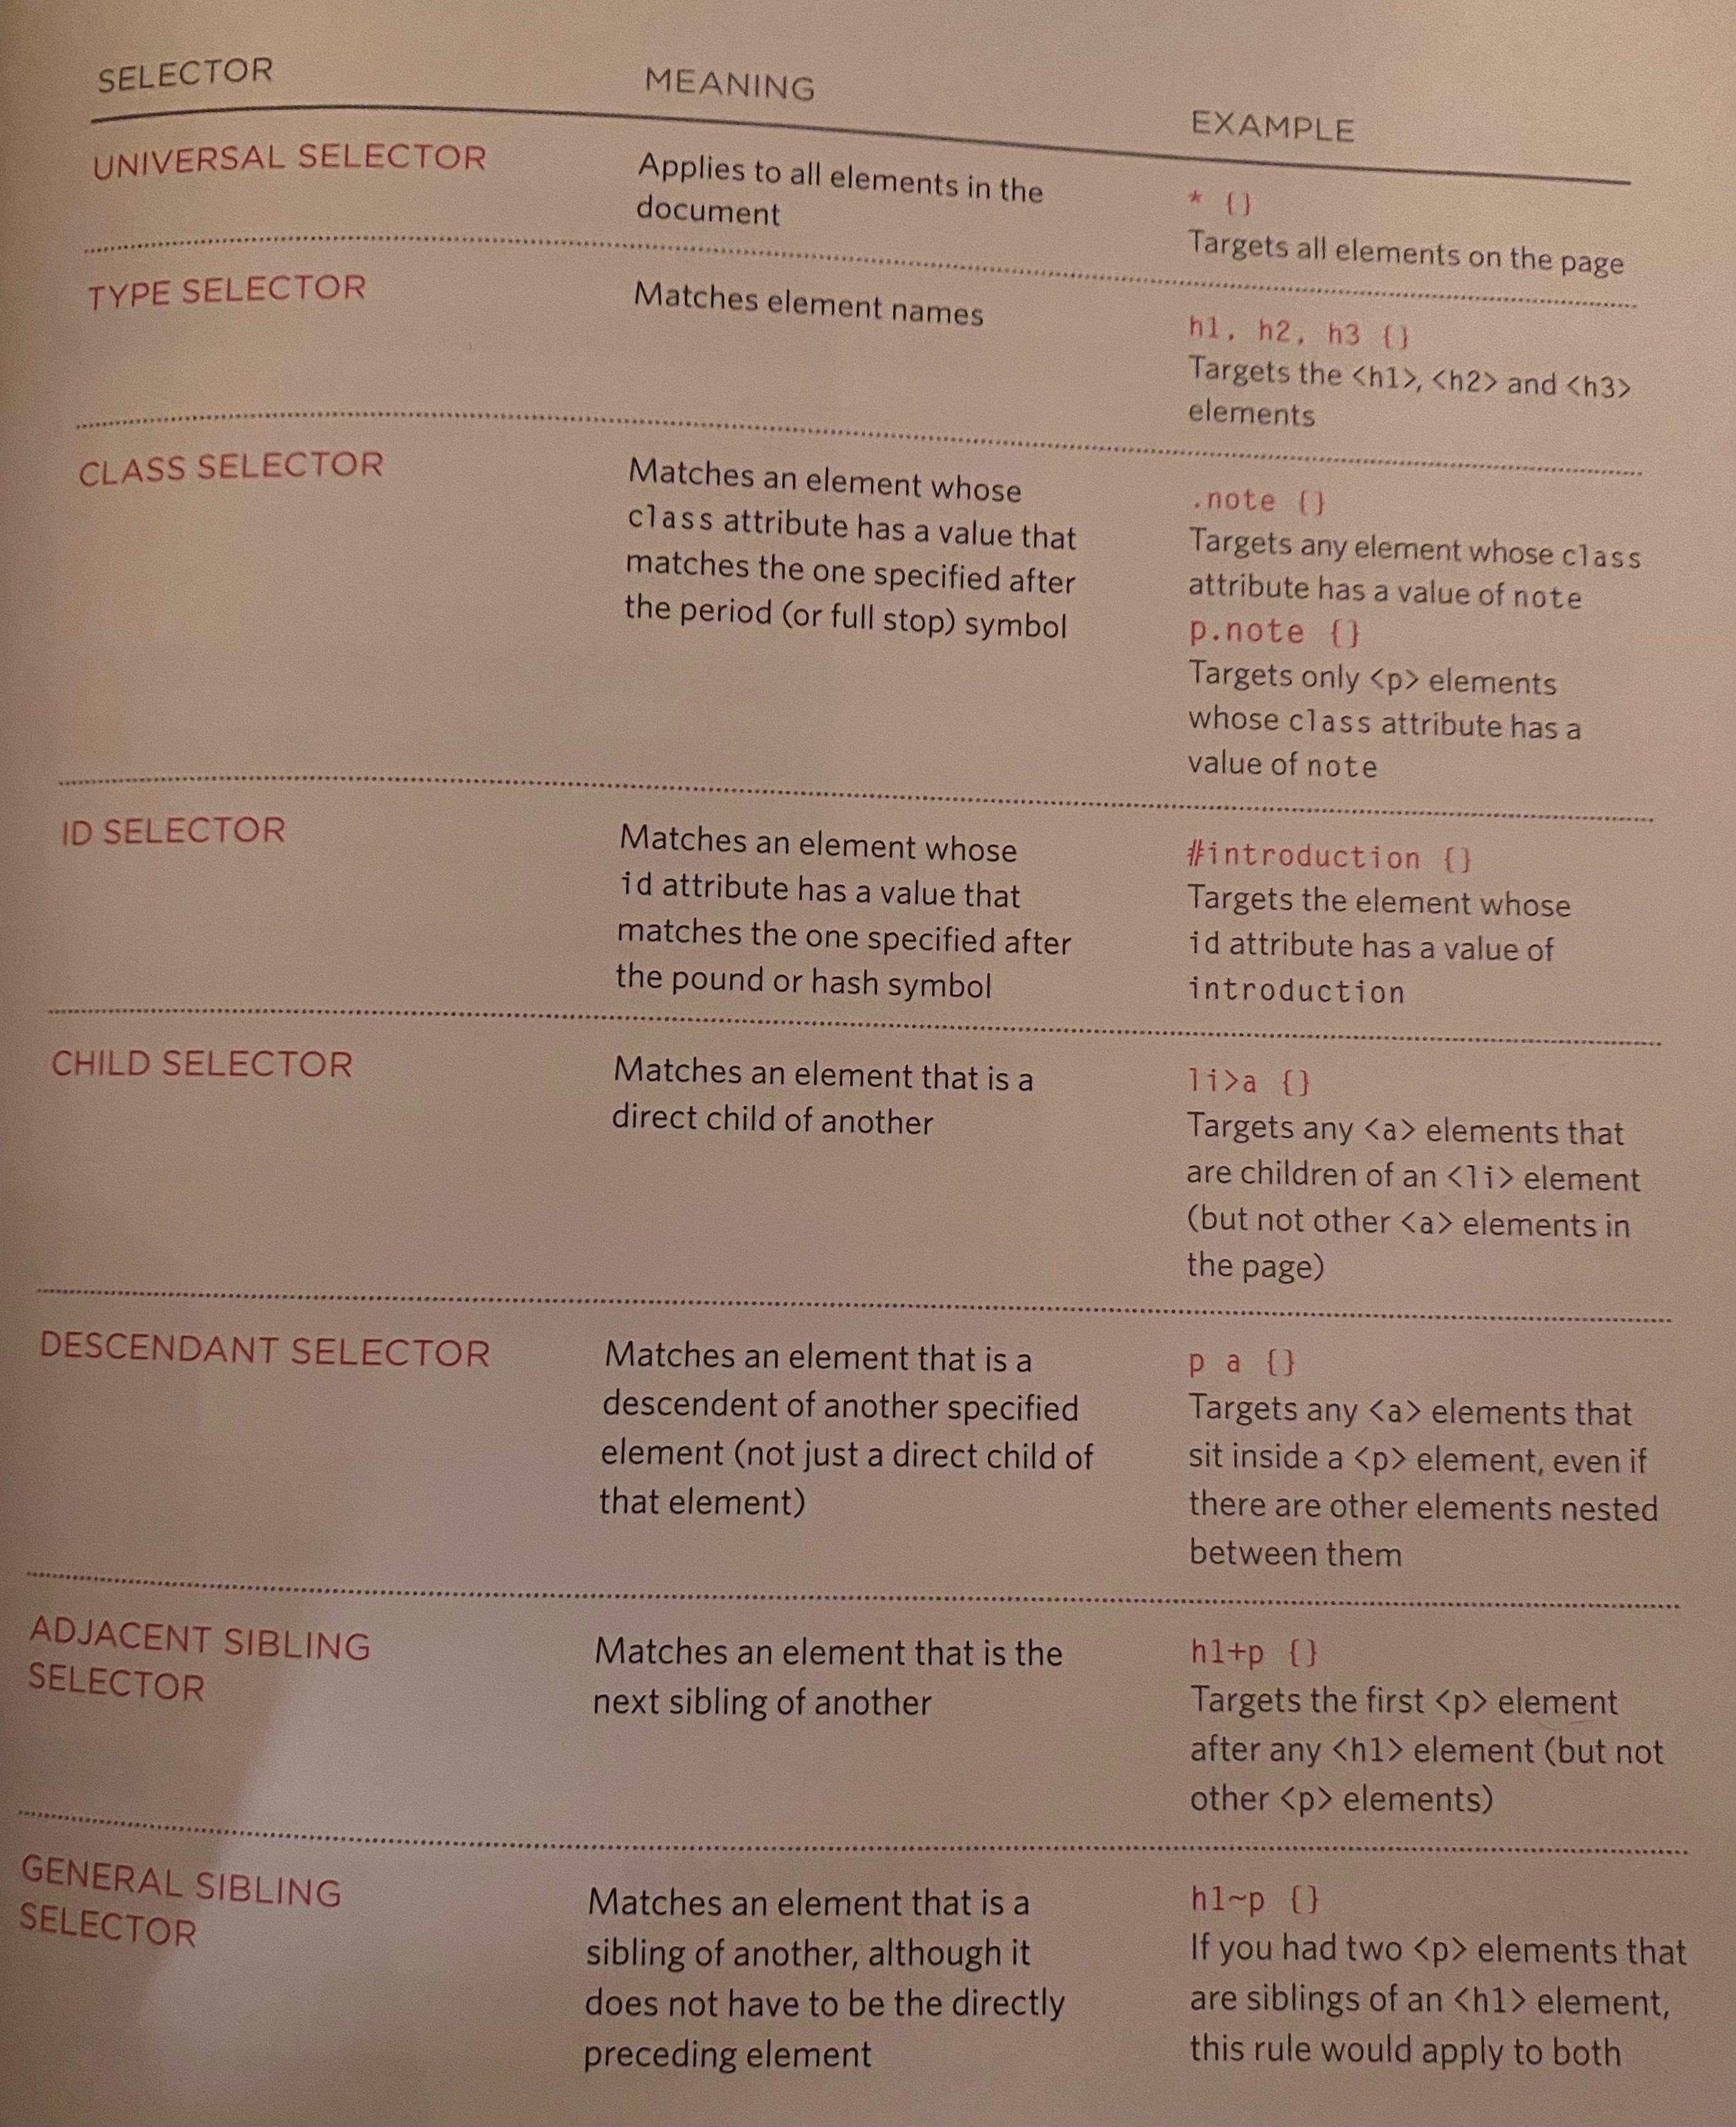 SELECTOR
MEANING
EXAMPLE
UNIVERSAL SELECTOR
Applies to all elements in the
document
* {}
Targets all elements on the page
TYPE SELECTOR
Matches element names
h1, h2, h3 {}
Targets the <h1>, <h2> and <h3>
elements
CLASS SELECTOR
Matches an element whose
class attribute has a value that
matches the one specified after
the period (or full stop) symbol
.note {}
Targets any element whose class
attribute has a value of note
p.note {}
Targets only <p> elements
whose class attribute has a
value of note
ID SELECTOR
Matches an element whose
id attribute has a value that
matches the one specified after
the pound or hash symbol
#introduction {}
Targets the element whose
id attribute has a value of
introduction
CHILD SELECTOR
Matches an element that is a
direct child of another
li>a {}
Targets any <a> elements that
are children of an <li> element
(but not other <a> elements in
the page)
DESCENDANT SELECTOR
Matches an element that is a
descendent of another specified
element (not just a direct child of
that element)
p a {}
Targets any <a> elements that
sit inside a <p> element, even if
there are other elements nested
between them
ADJACENT SIBLING
SELECTOR
Matches an element that is the
next sibling of another
h1+p {}
Targets the first <p> element
after any <h1> element (but not
other <p> elements)
GENERAL SIBLING
SELECTOR
Matches an element that is a
sibling of another, although it
does not have to be the directly
preceding element
h1~p {}
If you had two <p> elements that
are siblings of an <h1> element,
this rule would apply to both